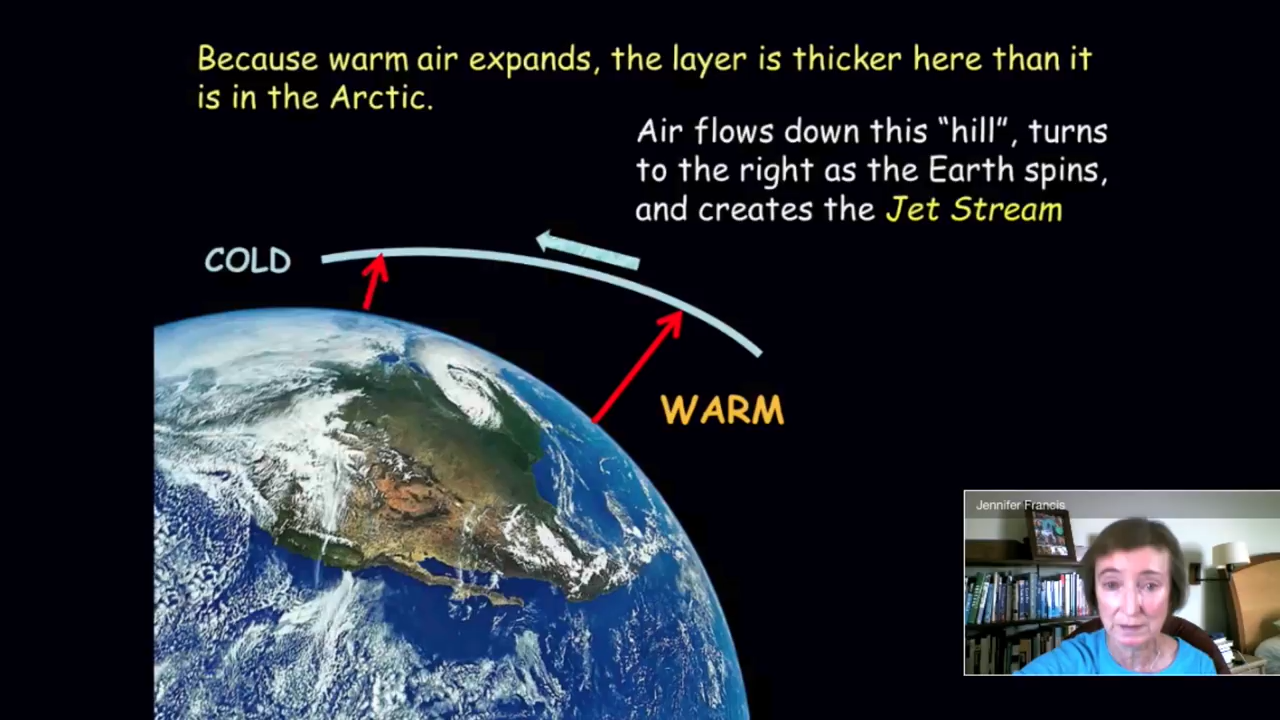 Because warm air expands, the layer is thicker here than it
is in the Arctic.
Air flows down this “hill”, turns
to the right as the Earth spins,
and creates the Jet Stream
COLD
WARM
Jennifer Francis